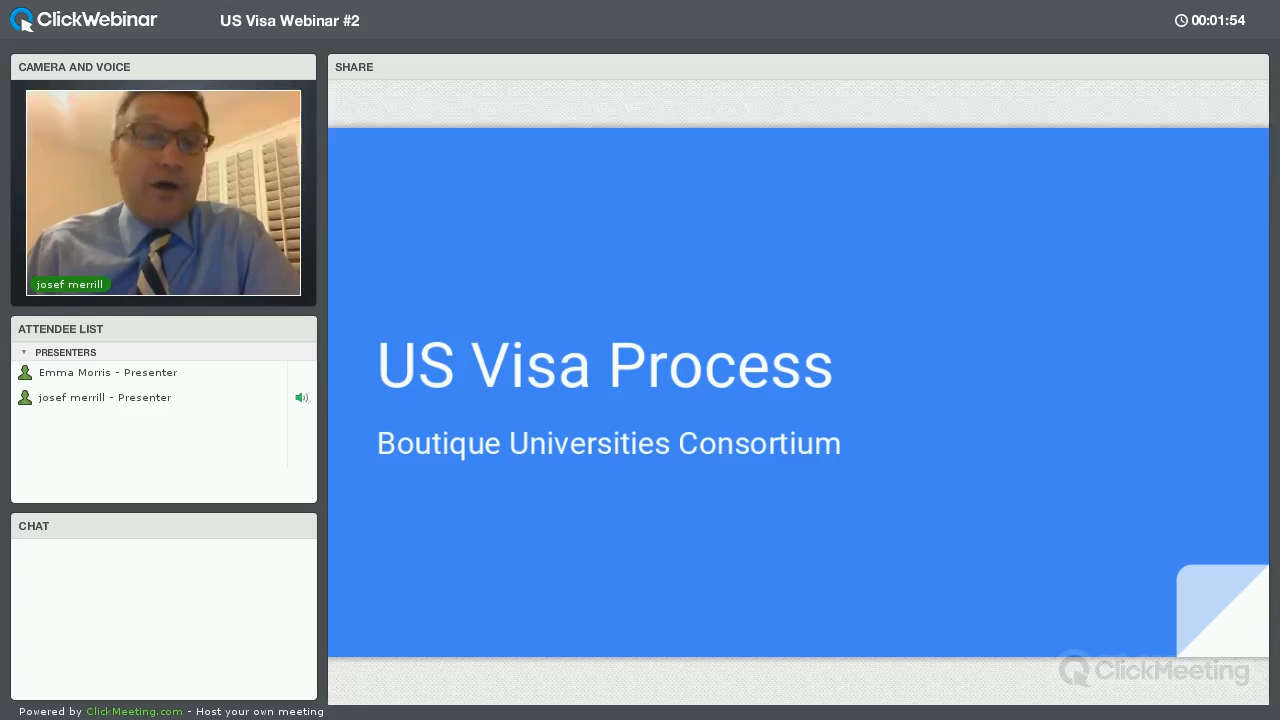 ClickWebinar
US Visa Webinar #2
00:01:54
CAMERA AND VOICE
josef merrill
ATTENDEE LIST
PRESENTERS
Emma Morris - Presenter
josef merrill - Presenter
CHAT
SHARE
US Visa Process
Boutique Universities Consortium
ClickMeeting
Powered by ClickMeeting.com - Host your own meeting